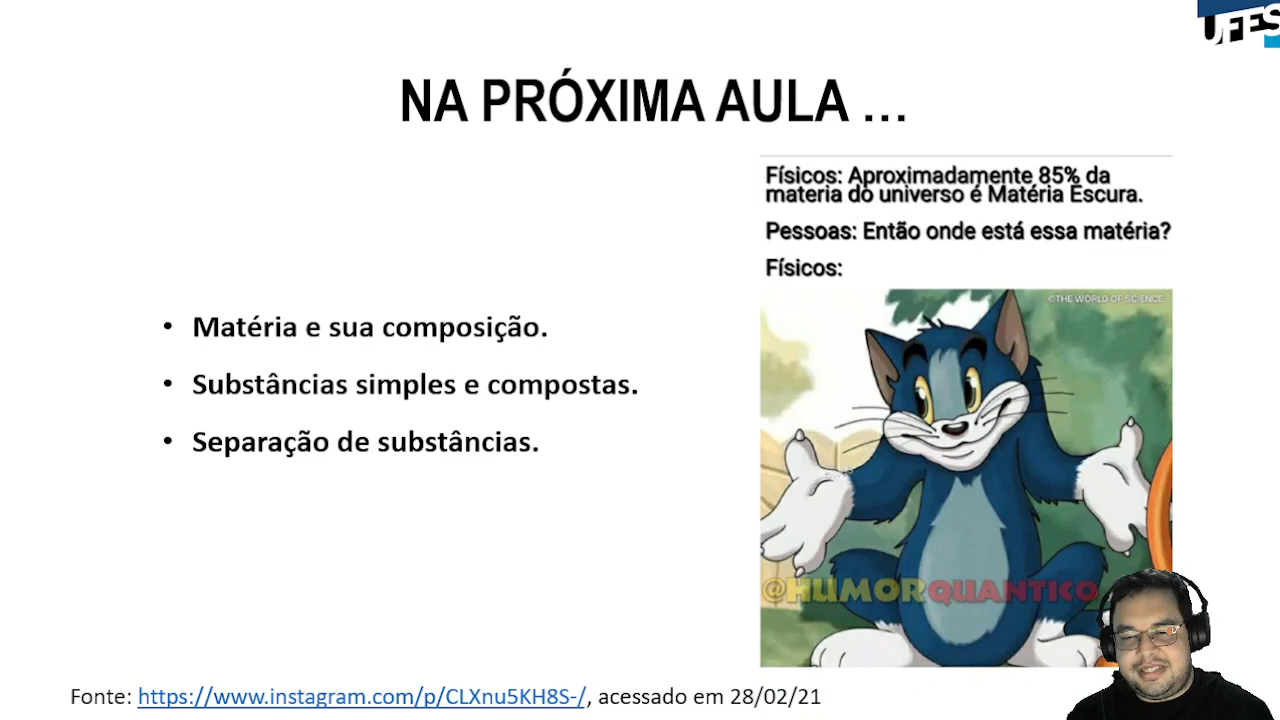 UFES
NA PRÓXIMA AULA ...
Físicos: Aproximadamente 85% da
materia do universo é Matéria Escura.
Pessoas: Então onde está essa matéria?
Físicos:
©THE WORLD OF SCIENCE
• Matéria e sua composição.
• Substâncias simples e compostas.
• Separação de substâncias.
@HUMORQUANTICO
Fonte: https://www.instagram.com/p/CLXnu5KH8S-/, acessado em 28/02/21